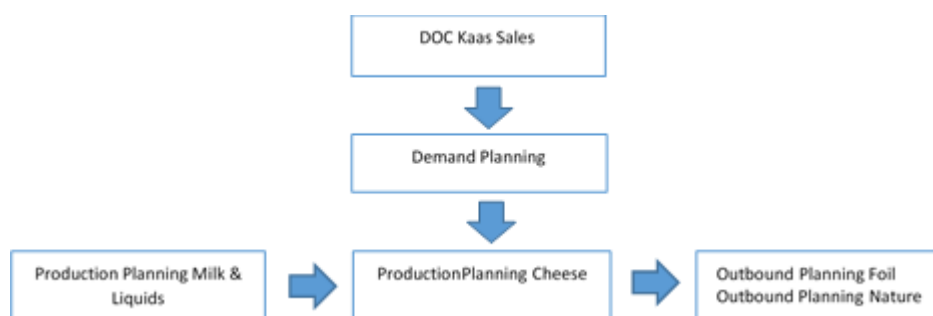 DOC Kaas Sales
Demand Planning
Production Planning Milk &
Liquids
ProductionPlanning Cheese
Outbound Planning Foil
Outbound Planning Nature